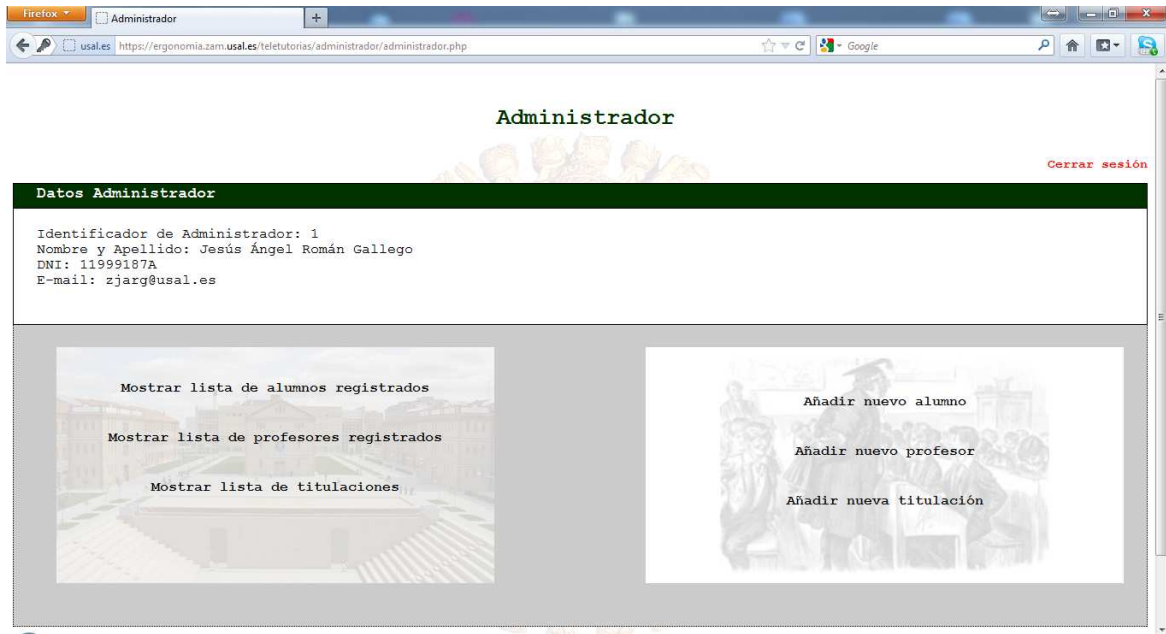 Firefox
Administrador
usal.es https://ergonomia.zam.usal.es/teletutorias/administrador/administrador.php
Google
Administrador
Cerrar sesión
Datos Administrador
Identificador de Administrador: 1
Nombre y Apellido: Jesús Ángel Román Gallego
DNI: 11999187A
E-mail: zjarg@usal.es
Mostrar lista de alumnos registrados
Mostrar lista de profesores registrados
Mostrar lista de titulaciones
Añadir nuevo alumno
Añadir nuevo profesor
Añadir nueva titulación